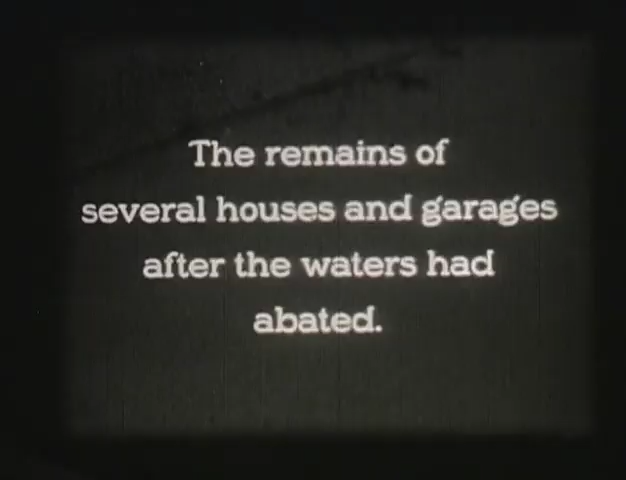 The remains of
several houses and garages
after the waters had
abated.